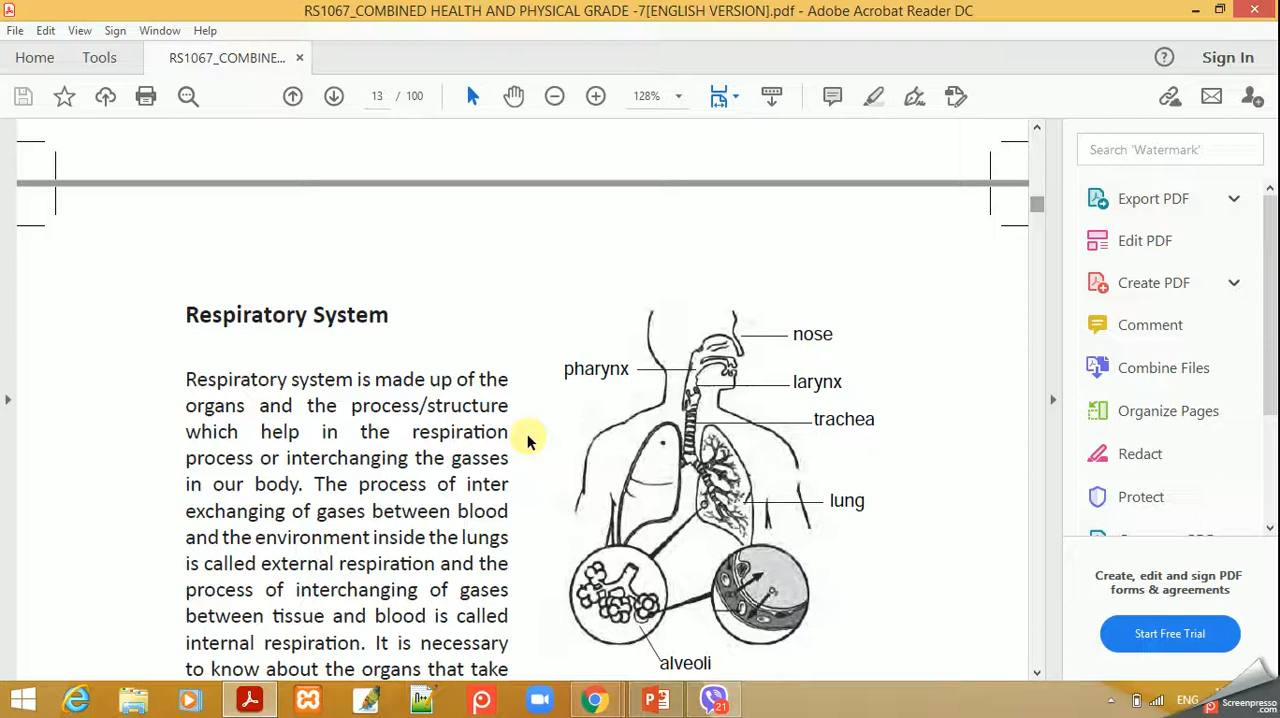 RS1067_COMBINED HEALTH AND PHYSICAL GRADE -7[ENGLISH VERSION].pdf - Adobe Acrobat Reader DC
File Edit View Sign Window Help
Home Tools RS1067_COMBINE... × Sign In
13 / 100 128%
Search 'Watermark'
Export PDF
Edit PDF
Create PDF
Comment
Combine Files
Organize Pages
Redact
Protect
Create, edit and sign PDF
forms & agreements
Start Free Trial
Respiratory System
Respiratory system is made up of the
organs and the process/structure
which help in the respiration
process or interchanging the gasses
in our body. The process of inter
exchanging of gases between blood
and the environment inside the lungs
is called external respiration and the
process of interchanging of gases
between tissue and blood is called
internal respiration. It is necessary
to know about the organs that take
nose
pharynx
larynx
trachea
lung
alveoli
21
ENG
Screenpresso
.com